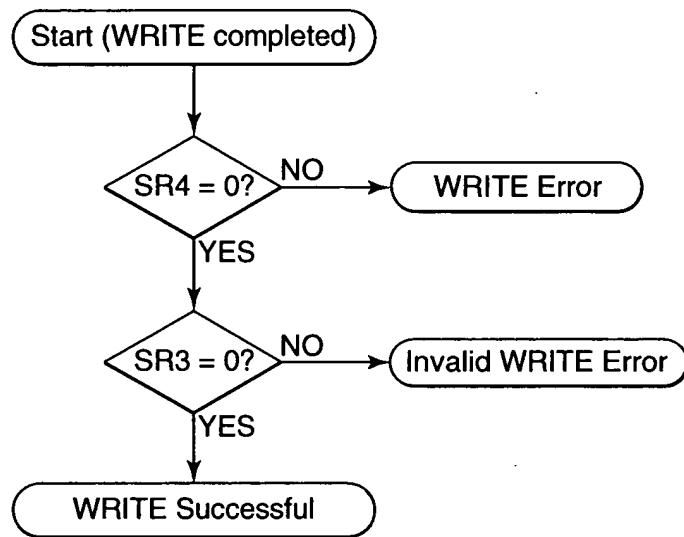 Start (WRITE completed)
SR4 = 0?
NO
WRITE Error
YES
SR3 = 0?
NO
Invalid WRITE Error
YES
WRITE Successful